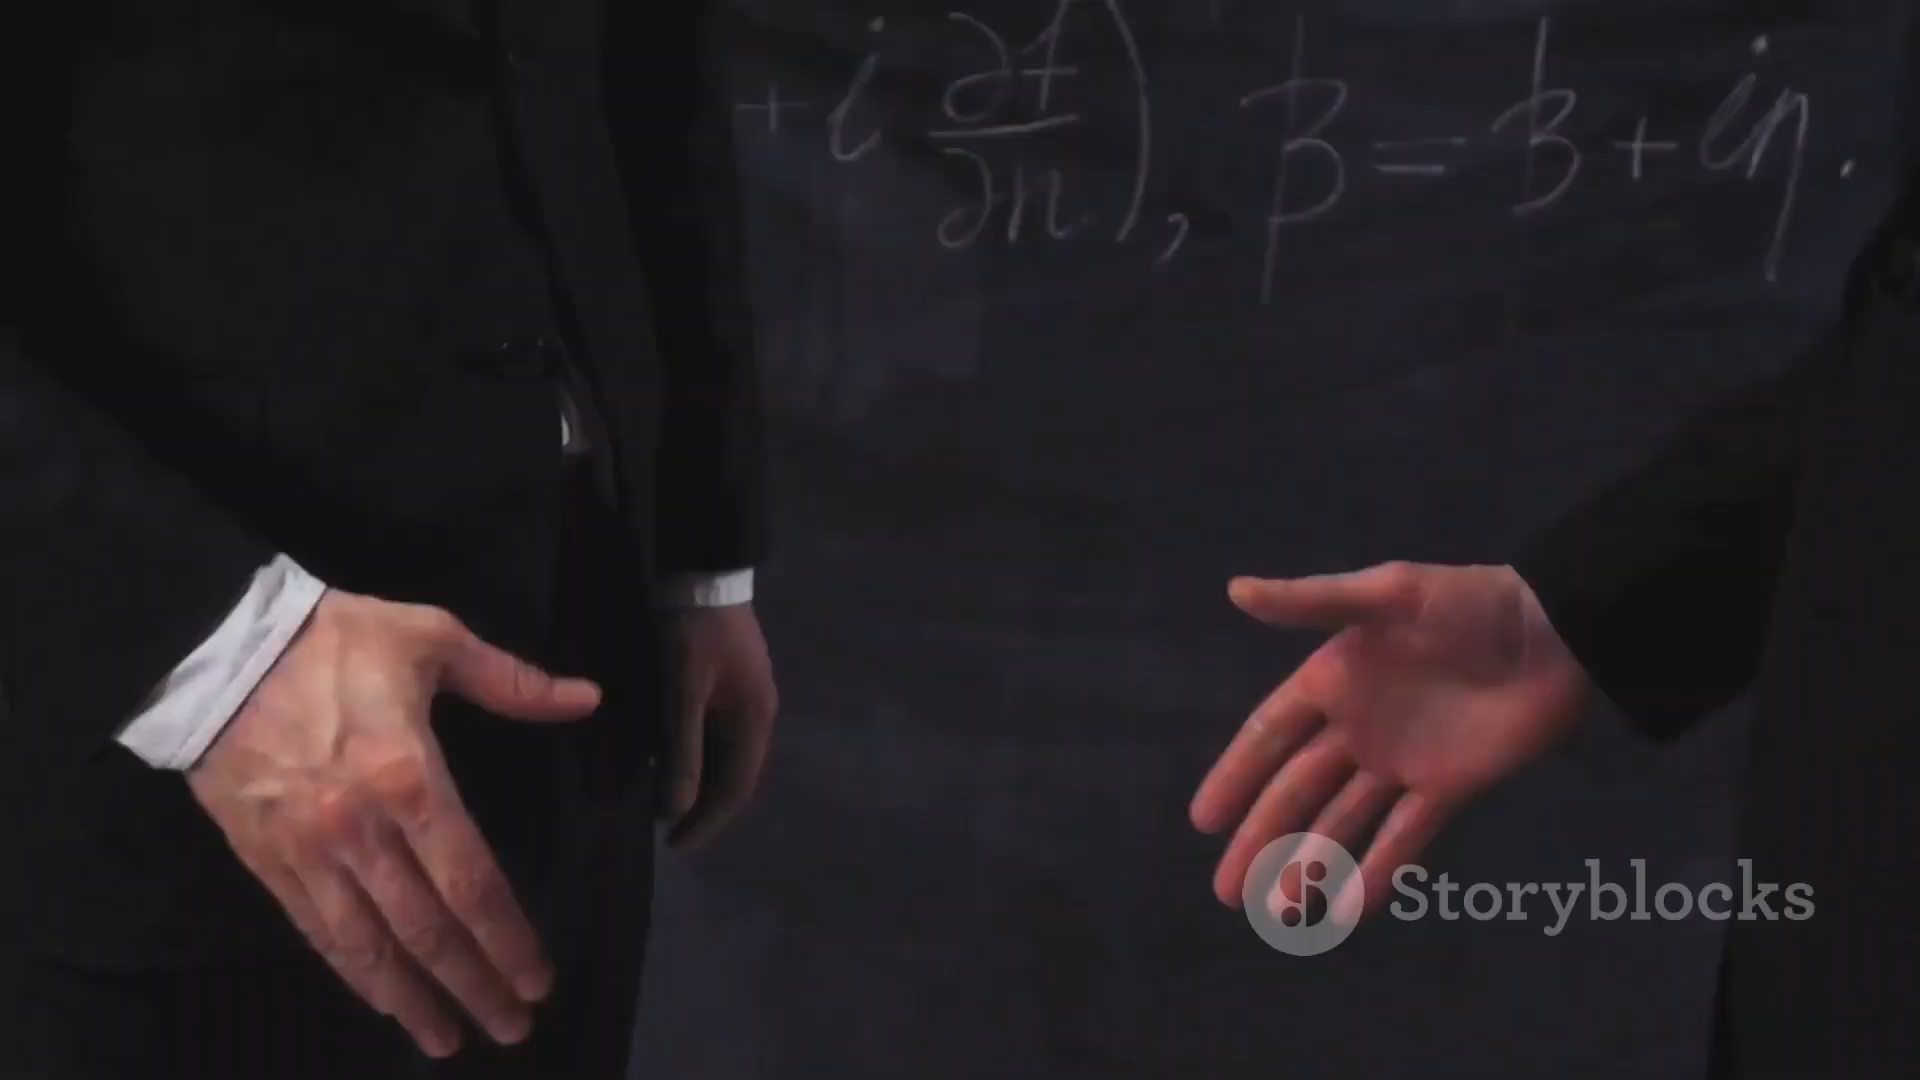 + i ∂f/∂n), β = з + iη.
Storyblocks